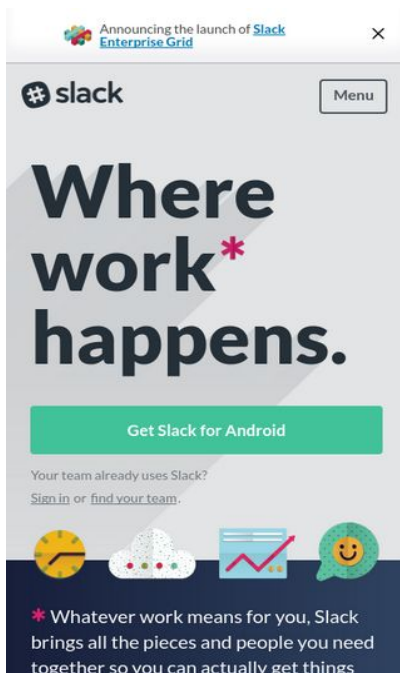 Announcing the launch of Slack
Enterprise Grid
slack
Menu
Where
work*
happens.
Get Slack for Android
Your team already uses Slack?
Sign in or find your team.
* Whatever work means for you, Slack
brings all the pieces and people you need
together so you can actually get things